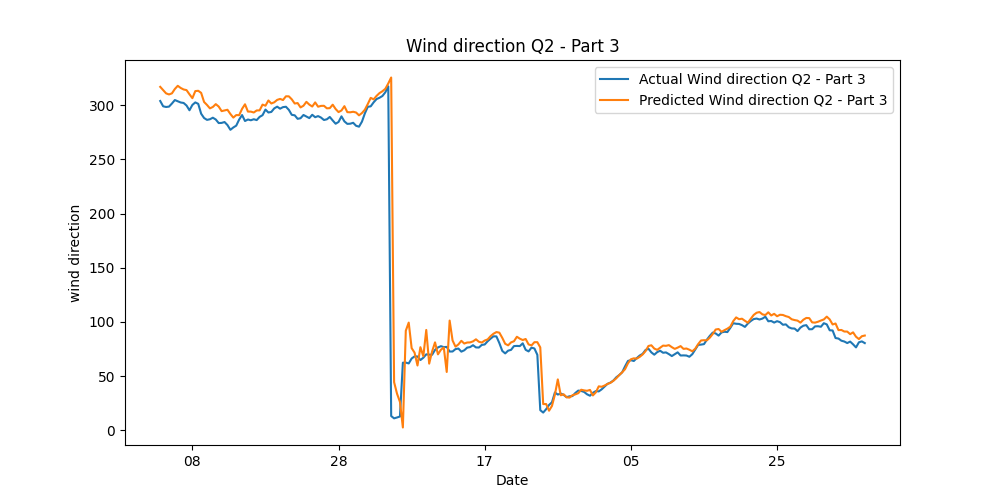 Wind direction Q2 - Part 3
Actual Wind direction Q2 - Part 3
Predicted Wind direction Q2 - Part 3
wind direction
300
250
200
150
100
50
0
08
28
17
05
25
Date